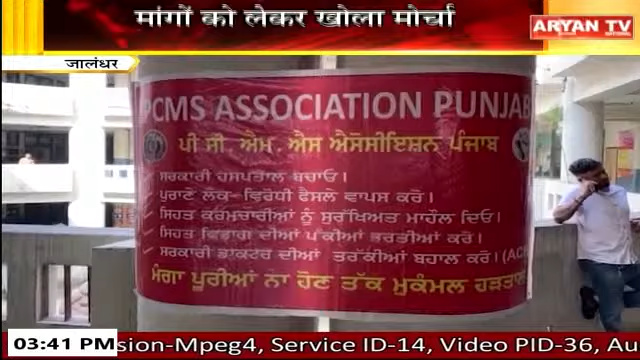 मांगों को लेकर खोला मोर्चा
ARYAN TV
जालंधर
PCMS ASSOCIATION PUNJAB
ਪੀ ਸੀ. ਐਮ. ਐਸ ਐਸੋਸੀਏਸ਼ਨ ਪੰਜਾਬ
ਸਰਕਾਰੀ ਹਸਪਤਾਲ ਬਚਾਓ।
ਪੁਰਾਣੇ ਲੋਕ-ਵਿਰੋਧੀ ਫੈਸਲੇ ਵਾਪਸ ਕਰੋ।
ਸਿਹਤ ਕਰਮਚਾਰੀਆਂ ਨੂੰ ਸੁਰੱਖਿਅਤ ਮਾਹੌਲ ਦਿਓ।
ਸਿਹਤ ਵਿਭਾਗ ਦੀਆਂ ਪੱਕੀਆਂ ਭਰਤੀਆਂ ਕਰੋ।
ਸਰਕਾਰੀ ਡਾਕਟਰ ਦੀਆਂ ਤਰੱਕੀਆਂ ਬਹਾਲ ਕਰੋ। (AC
ਮੰਗਾ ਪੂਰੀਆਂ ਨਾ ਹੋਣ ਤੱਕ ਮੁਕੰਮਲ ਹੜਤਾਲ
03:41 PM sion-Mpeg4, Service ID-14, Video PID-36, Au